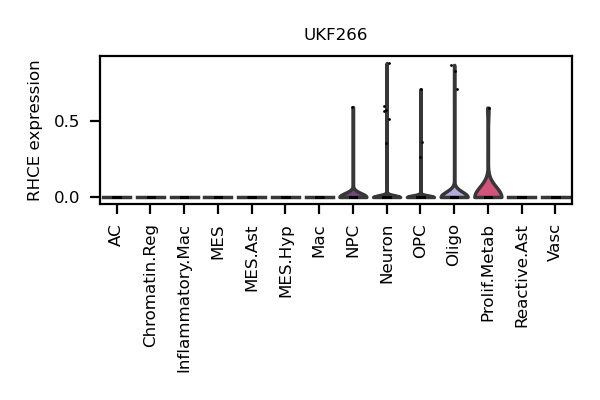 UKF266
RHCE expression
0.5
0.0
AC
Chromatin.Reg
Inflammatory.Mac
MES
MES.Ast
MES.Hyp
Mac
NPC
Neuron
OPC
Oligo
Prolif.Metab
Reactive.Ast
Vasc